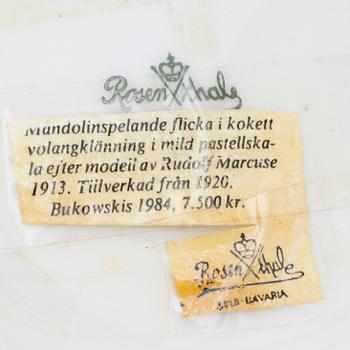 Rosenthal
Mandolinspelande flicka i kokett
volangklänning i mild pastellska-
la efter modell av Rudolf Marcuse
1913. Tillverkad från 1920.
Bukowskis 1984, 7.500 kr.
Rosenthal
SELB-BAVARIA